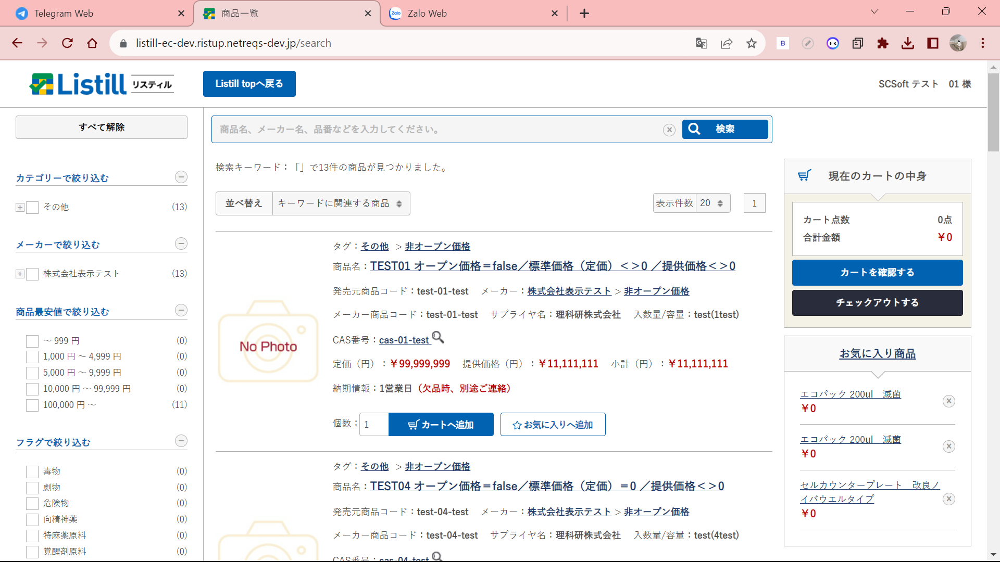 Telegram Web
商品一覧
Zalo Web
listill-ec-dev.ristup.netreqs-dev.jp/search
B
Listill リスティル
Listill topへ戻る
SCSoft テスト　01 様
すべて解除
カテゴリーで絞り込む
その他 (13)
メーカーで絞り込む
株式会社表示テスト (13)
商品最安値で絞り込む
～ 999 円 (0)
1,000 円 ～ 4,999 円 (0)
5,000 円 ～ 9,999 円 (0)
10,000 円 ～ 99,999 円 (0)
100,000 円 ～ (11)
フラグで絞り込む
毒物 (0)
劇物 (0)
危険物 (0)
向精神薬 (0)
特麻薬原料 (0)
覚醒剤原料 (0)
商品名、メーカー名、品番などを入力してください。
検索
検索キーワード：「」で13件の商品が見つかりました。
並べ替え キーワードに関連する商品
表示件数 20 1
No Photo
タグ：その他 ＞非オープン価格
商品名：TEST01 オープン価格＝false／標準価格（定価）＜＞0 ／提供価格＜＞0
発売元商品コード：test-01-test メーカー：株式会社表示テスト＞非オープン価格
メーカー商品コード：test-01-test サプライヤ名：理科研株式会社 入数量/容量：test(1test)
CAS番号：cas-01-test
定価（円）：￥99,999,999 提供価格（円）：￥11,111,111 小計（円）：￥11,111,111
納期情報：1営業日（欠品時、別途ご連絡）
個数：1 カートへ追加 お気に入りへ追加
タグ：その他 ＞非オープン価格
商品名：TEST04 オープン価格＝false／標準価格（定価）＝0 ／提供価格＜＞0
発売元商品コード：test-04-test メーカー：株式会社表示テスト＞非オープン価格
メーカー商品コード：test-04-test サプライヤ名：理科研株式会社 入数量/容量：test(4test)
CAS番号：cas-04-test
現在のカートの中身
カート点数 0点
合計金額 ￥0
カートを確認する
チェックアウトする
お気に入り商品
エコパック 200ul　滅菌
￥0
エコパック 200ul　滅菌
￥0
セルカウンタープレート　改良ノ
イバウエルタイプ
￥0